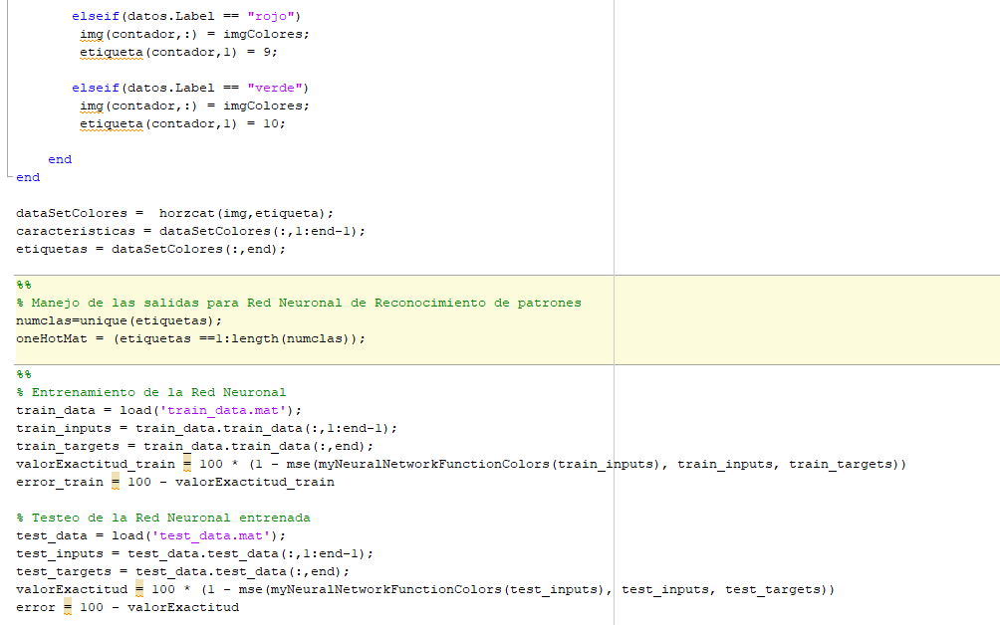 elseif(datos.Label == "rojo")
img(contador,:) = imgColores;
etiqueta(contador,1) = 9;
elseif(datos.Label == "verde")
img(contador,:) = imgColores;
etiqueta(contador,1) = 10;
end
end
dataSetColores =  horzcat(img,etiqueta);
caracteristicas = dataSetColores(:,1:end-1);
etiquetas = dataSetColores(:,end);
%%
% Manejo de las salidas para Red Neuronal de Reconocimiento de patrones
numclas=unique(etiquetas);
oneHotMat = (etiquetas ==1:length(numclas));
%%
% Entrenamiento de la Red Neuronal
train_data = load('train_data.mat');
train_inputs = train_data.train_data(:,1:end-1);
train_targets = train_data.train_data(:,end);
valorExactitud_train = 100 * (1 - mse(myNeuralNetworkFunctionColors(train_inputs), train_inputs, train_targets))
error_train = 100 - valorExactitud_train
% Testeo de la Red Neuronal entrenada
test_data = load('test_data.mat');
test_inputs = test_data.test_data(:,1:end-1);
test_targets = test_data.test_data(:,end);
valorExactitud = 100 * (1 - mse(myNeuralNetworkFunctionColors(test_inputs), test_inputs, test_targets))
error = 100 - valorExactitud